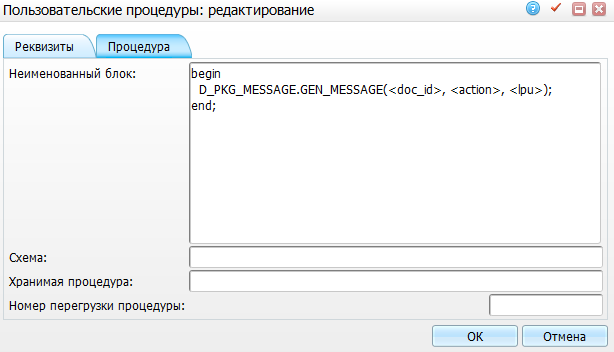 Пользовательские процедуры: редактирование
Реквизиты Процедура
Неименованный блок:
begin
D_PKG_MESSAGE.GEN_MESSAGE(<doc_id>, <action>, <lpu>);
end;
Схема:
Хранимая процедура:
Номер перегрузки процедуры:
ОК Отмена